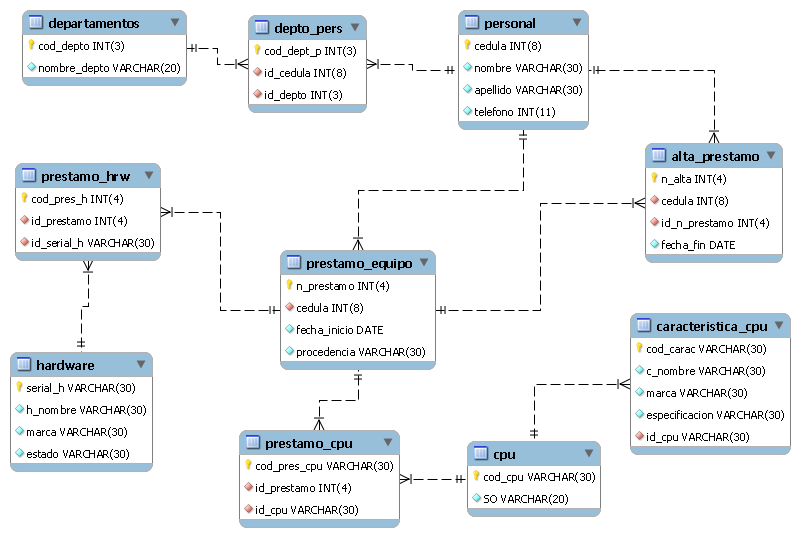 departamentos
cod_depto INT(3)
nombre_depto VARCHAR(20)
depto_pers
cod_dept_p INT(3)
id_cedula INT(8)
id_depto INT(3)
personal
cedula INT(8)
nombre VARCHAR(30)
apellido VARCHAR(30)
telefono INT(11)
alta_prestamo
n_alta INT(4)
cedula INT(8)
id_n_prestamo INT(4)
fecha_fin DATE
prestamo_hrw
cod_pres_h INT(4)
id_prestamo INT(4)
id_serial_h VARCHAR(30)
prestamo_equipo
n_prestamo INT(4)
cedula INT(8)
fecha_inicio DATE
procedencia VARCHAR(30)
caracteristica_cpu
cod_carac VARCHAR(30)
c_nombre VARCHAR(30)
marca VARCHAR(30)
especificacion VARCHAR(30)
id_cpu VARCHAR(30)
hardware
serial_h VARCHAR(30)
h_nombre VARCHAR(30)
marca VARCHAR(30)
estado VARCHAR(30)
prestamo_cpu
cod_pres_cpu VARCHAR(30)
id_prestamo INT(4)
id_cpu VARCHAR(30)
cpu
cod_cpu VARCHAR(30)
SO VARCHAR(20)